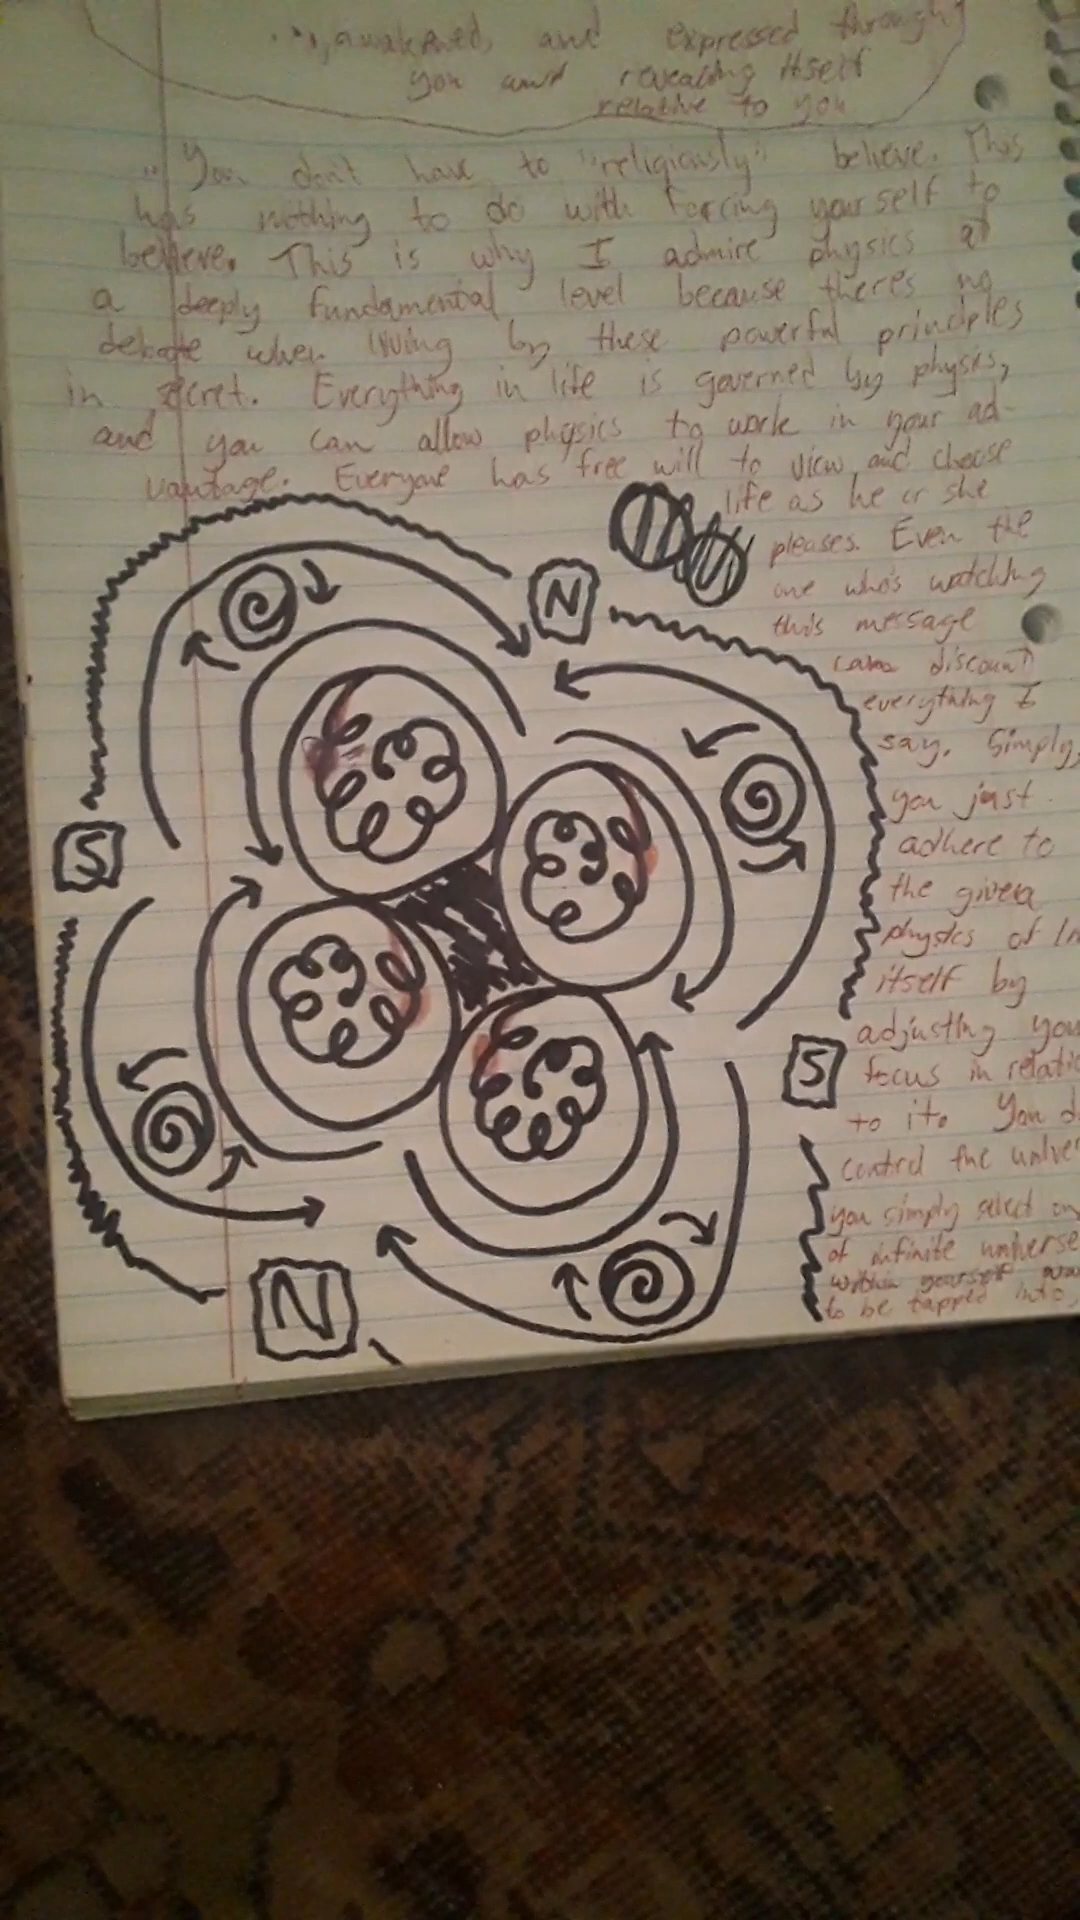 ..., awakened, and expressed through
you and revealing itself
relative to you
"You don't have to "religiously" believe. This
has nothing to do with forcing yourself to
believe. This is why I admire physics at
a deeply fundamental level because there's no
debate when living by these powerful principles
in secret. Everything in life is governed by physics,
and you can allow physics to work in your ad-
vantage. Everyone has free will to view and choose
life as he or she
pleases. Even the
one who's watching
this message
can discount
everything I
say. Simply,
you just
adhere to
the given
physics of
itself by
adjusting
focus in
to it. You
control the
you simply select
of infinite
within yourself
to be tapped into,
N
S
S
N